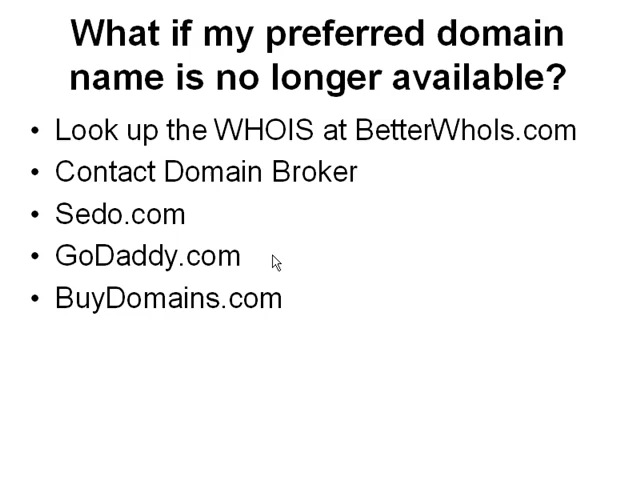 What if my preferred domain
name is no longer available?
• Look up the WHOIS at BetterWhoIs.com
• Contact Domain Broker
• Sedo.com
• GoDaddy.com
• BuyDomains.com